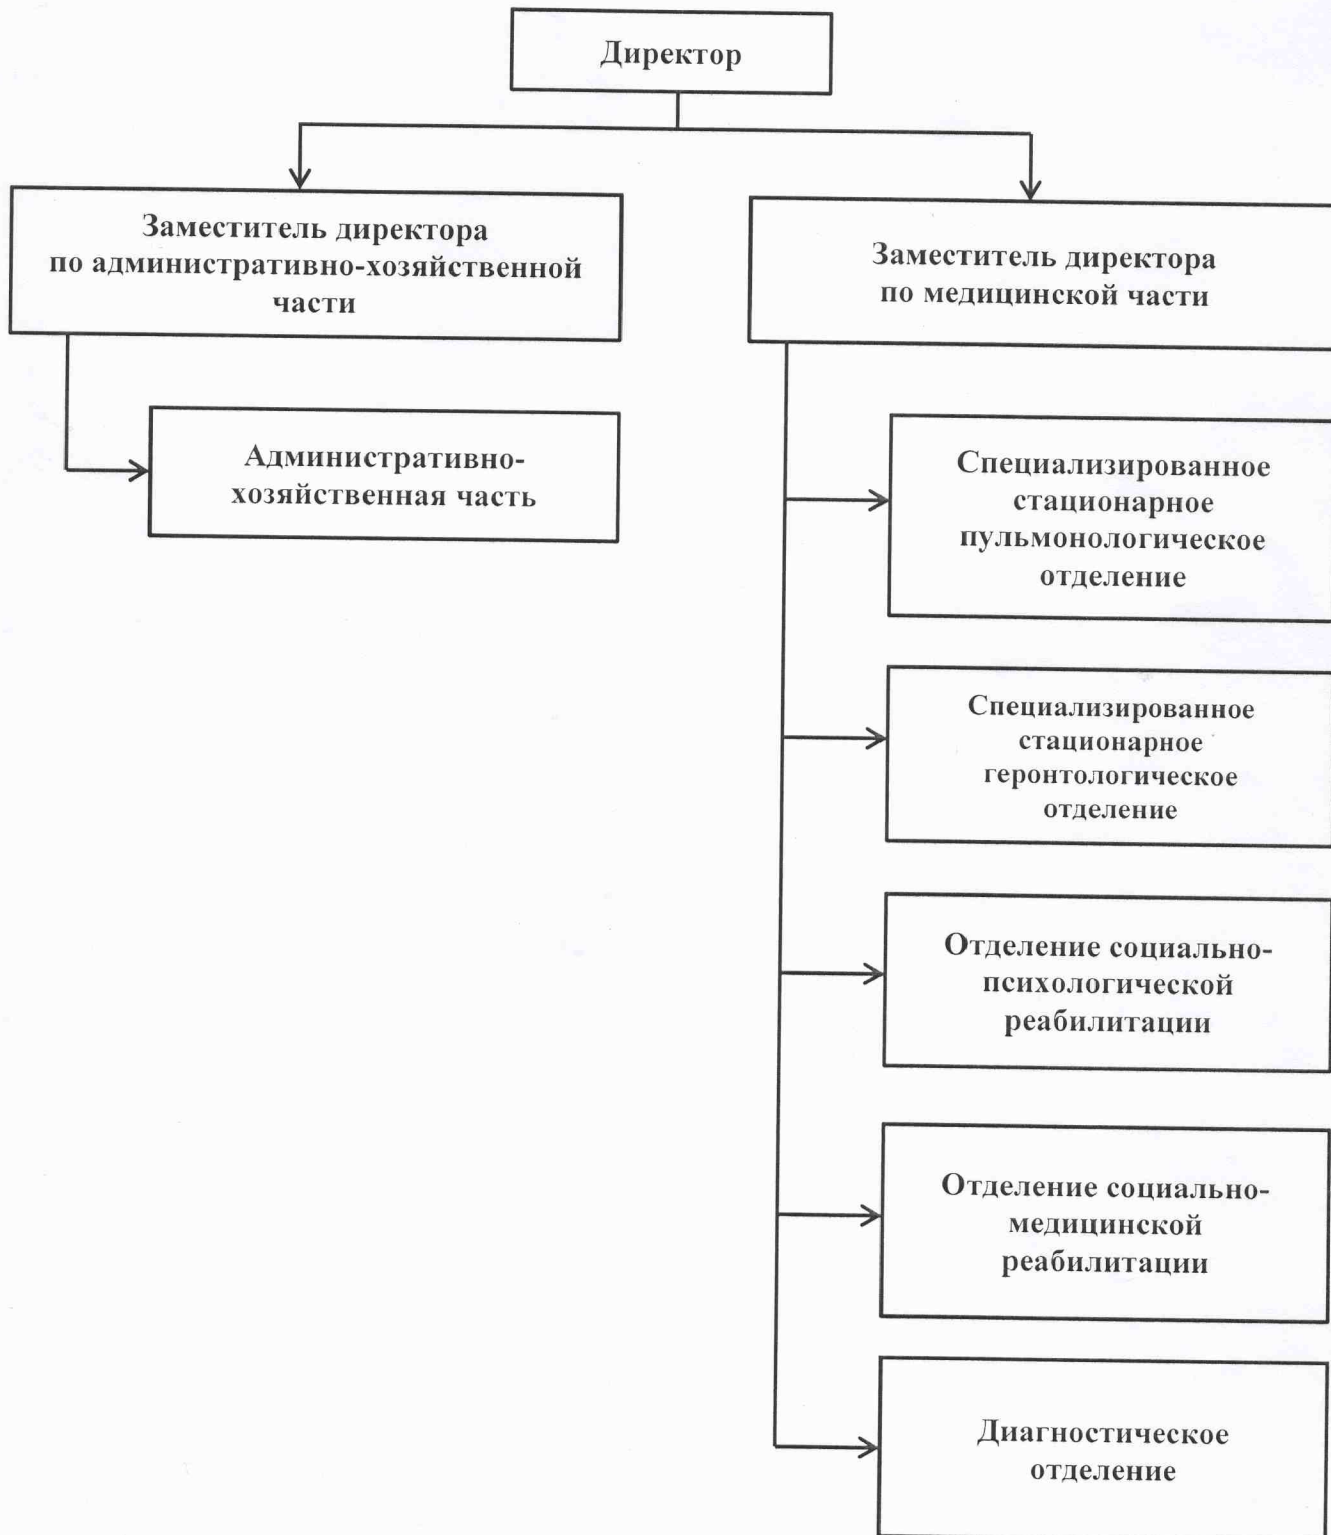 Директор
Заместитель директора
по административно-хозяйственной
части
Заместитель директора
по медицинской части
Административно-
хозяйственная часть
Специализированное
стационарное
пульмонологическое
отделение
Специализированное
стационарное
геронтологическое
отделение
Отделение социально-
психологической
реабилитации
Отделение социально-
медицинской
реабилитации
Диагностическое
отделение